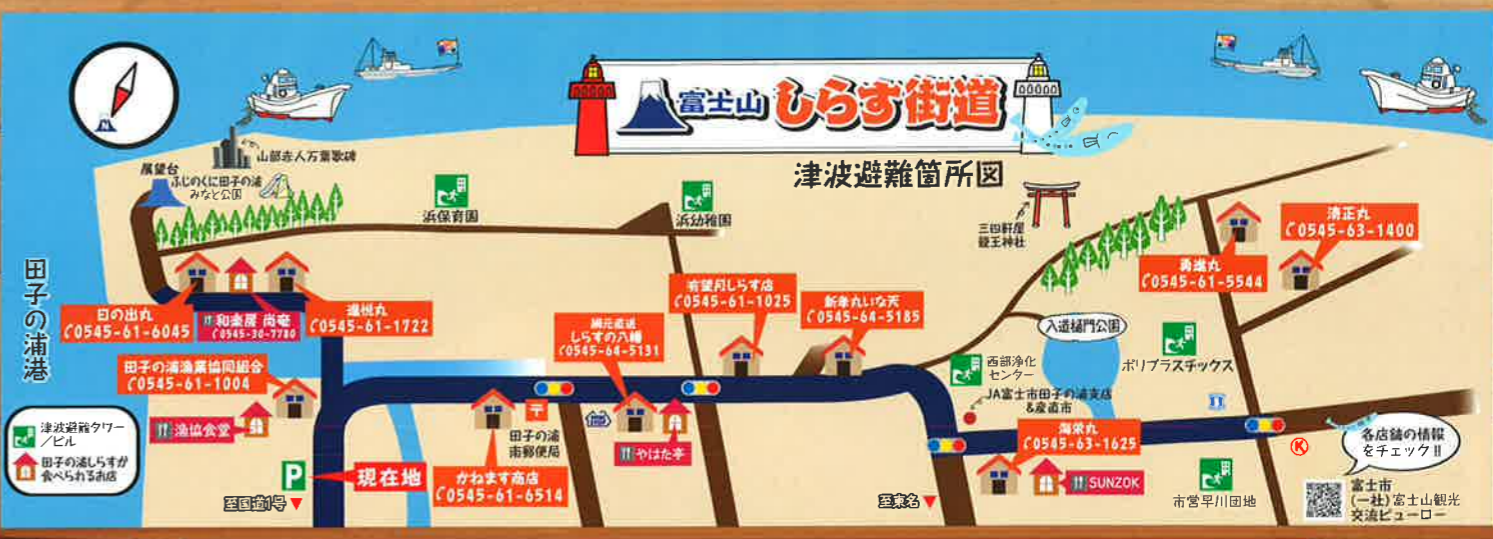 富士山 しらす街道
津波避難箇所図
山部赤人万葉歌碑
展望台
ふじのくに田子の浦
みなと公園
浜保育園
浜幼稚園
三四軒屋
龍王神社
田子の浦港
日の出丸
0545-61-6045
和楽屋 尚竜
0545-30-7780
進悦丸
0545-61-1722
勇進丸
0545-61-5544
清正丸
0545-63-1400
有望月しらす店
0545-61-1025
新幸丸いな天
0545-64-5185
網元直送
しらすの八幡
0545-64-5131
田子の浦漁業協同組合
0545-61-1004
漁協食堂
入道樋門公園
西部浄化
センター
ポリプラスチックス
JA富士市田子の浦支店
&産直市
海栄丸
0545-63-1625
SUNZOK
田子の浦
南郵便局
やはた亭
かねます商店
0545-61-6514
P
現在地
至国道1号
至東名
市営早川団地
K
津波避難タワー
/ビル
田子の浦しらすが
食べられるお店
各店舗の情報
をチェック!!
富士市
(一社)富士山観光
交流ビューロー